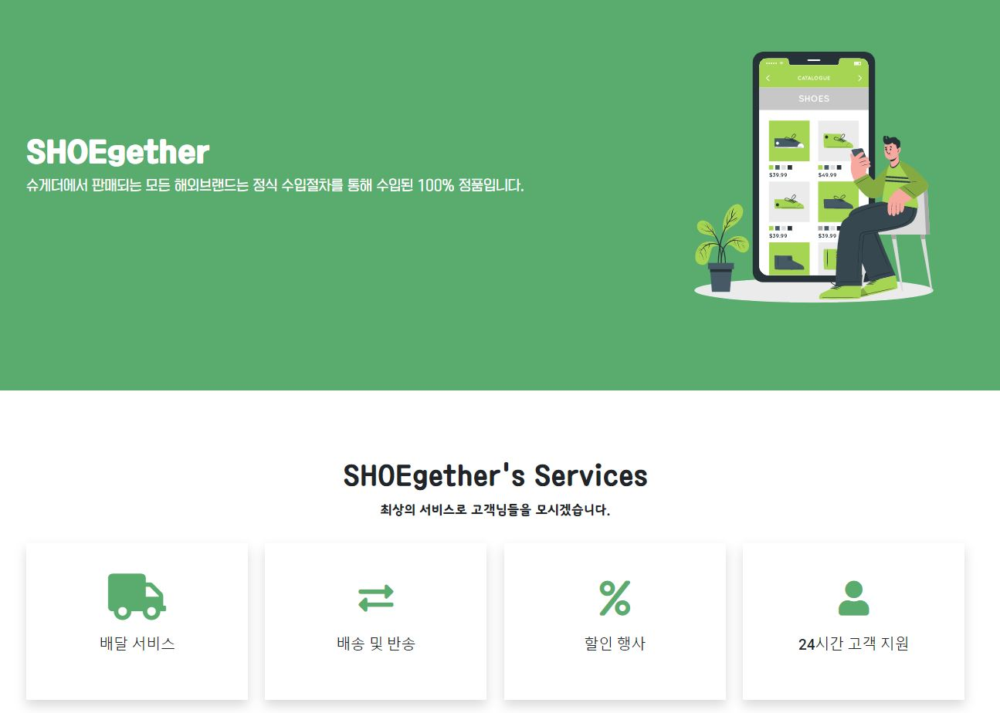 CATALOGUE
SHOES
SHOEgether
슈게더에서 판매되는 모든 해외브랜드는 정식 수입절차를 통해 수입된 100% 정품입니다.
$39.99 $49.99
$39.99 $39.99
SHOEgether's Services
최상의 서비스로 고객님들을 모시겠습니다.
배달 서비스
배송 및 반송
할인 행사
24시간 고객 지원